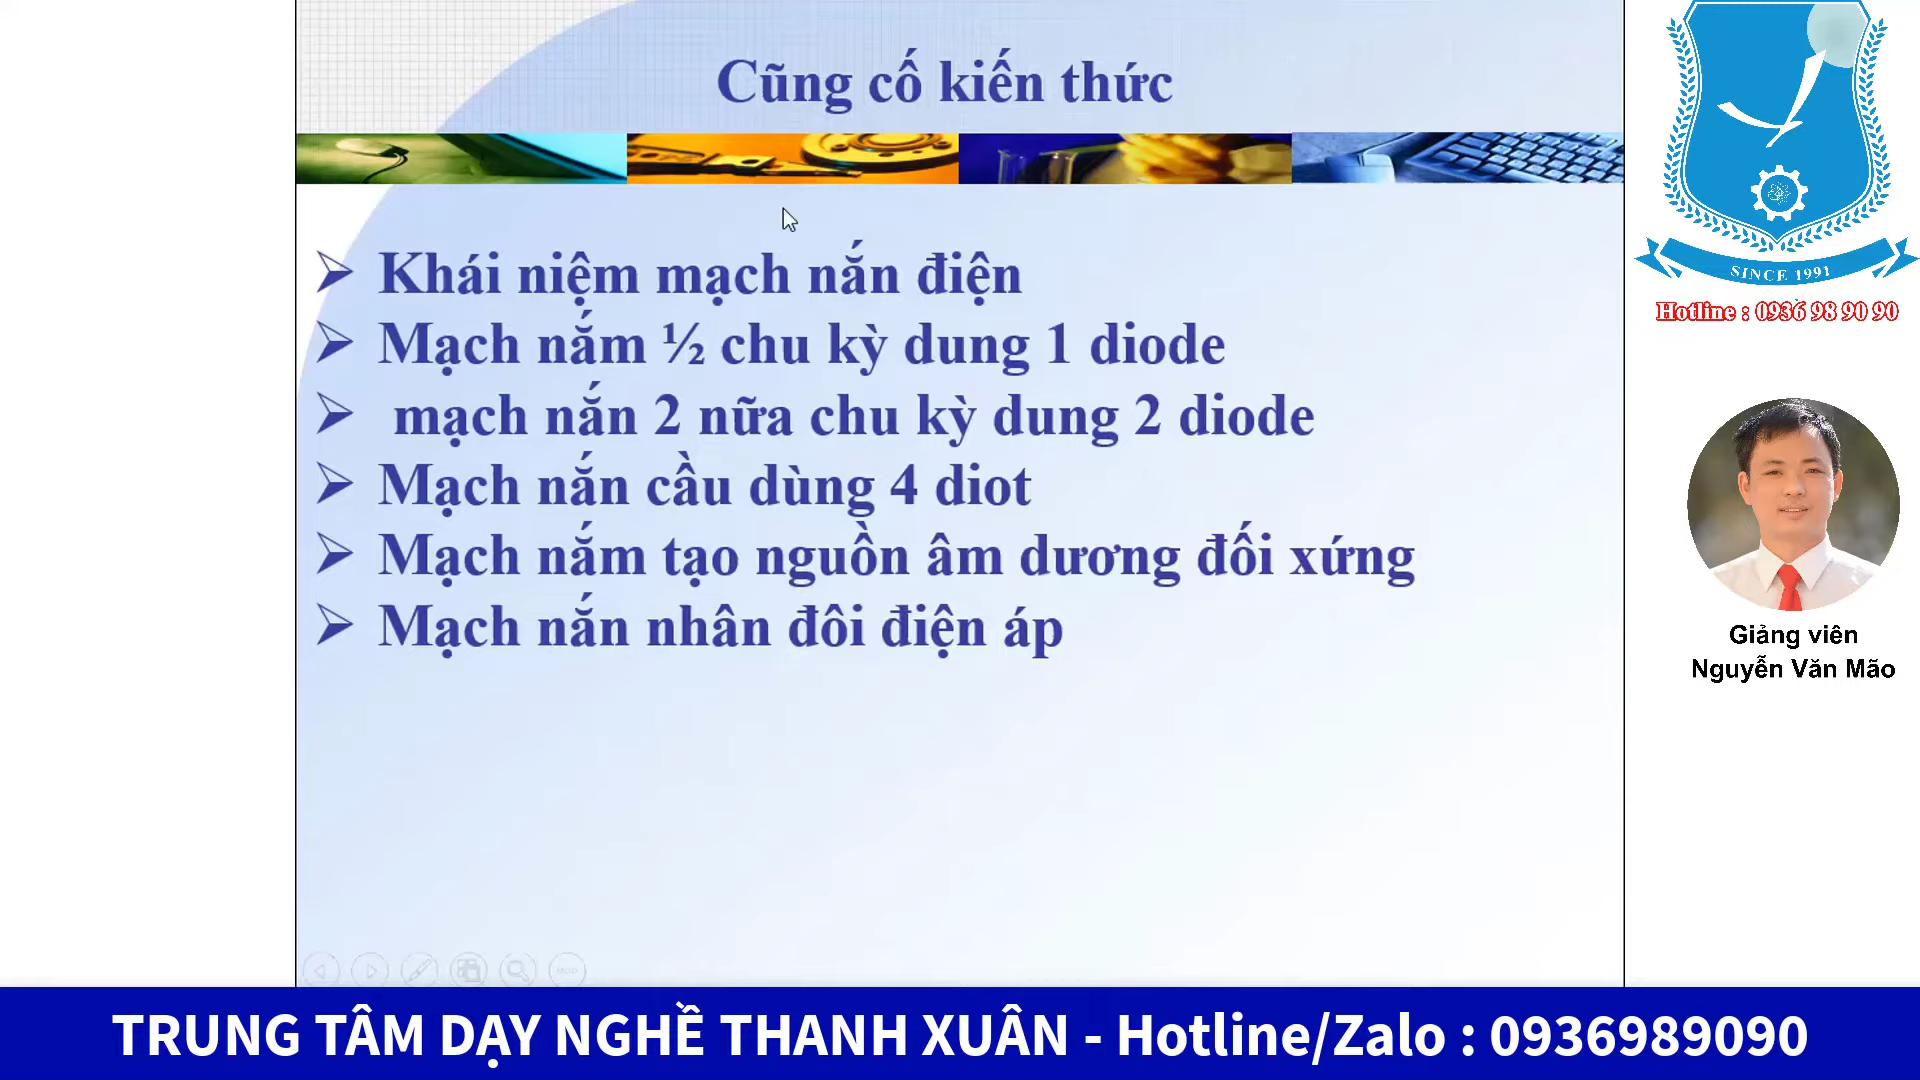 Cũng cố kiến thức
Khái niệm mạch nắn điện
Mạch nắm ½ chu kỳ dung 1 diode
mạch nắn 2 nữa chu kỳ dung 2 diode
Mạch nắn cầu dùng 4 diot
Mạch nắm tạo nguồn âm dương đối xứng
Mạch nắn nhân đôi điện áp
SINCE 1991
Hotline : 0936 98 90 90
Giảng viên
Nguyễn Văn Mão
TRUNG TÂM DẠY NGHỀ THANH XUÂN - Hotline/Zalo : 0936989090